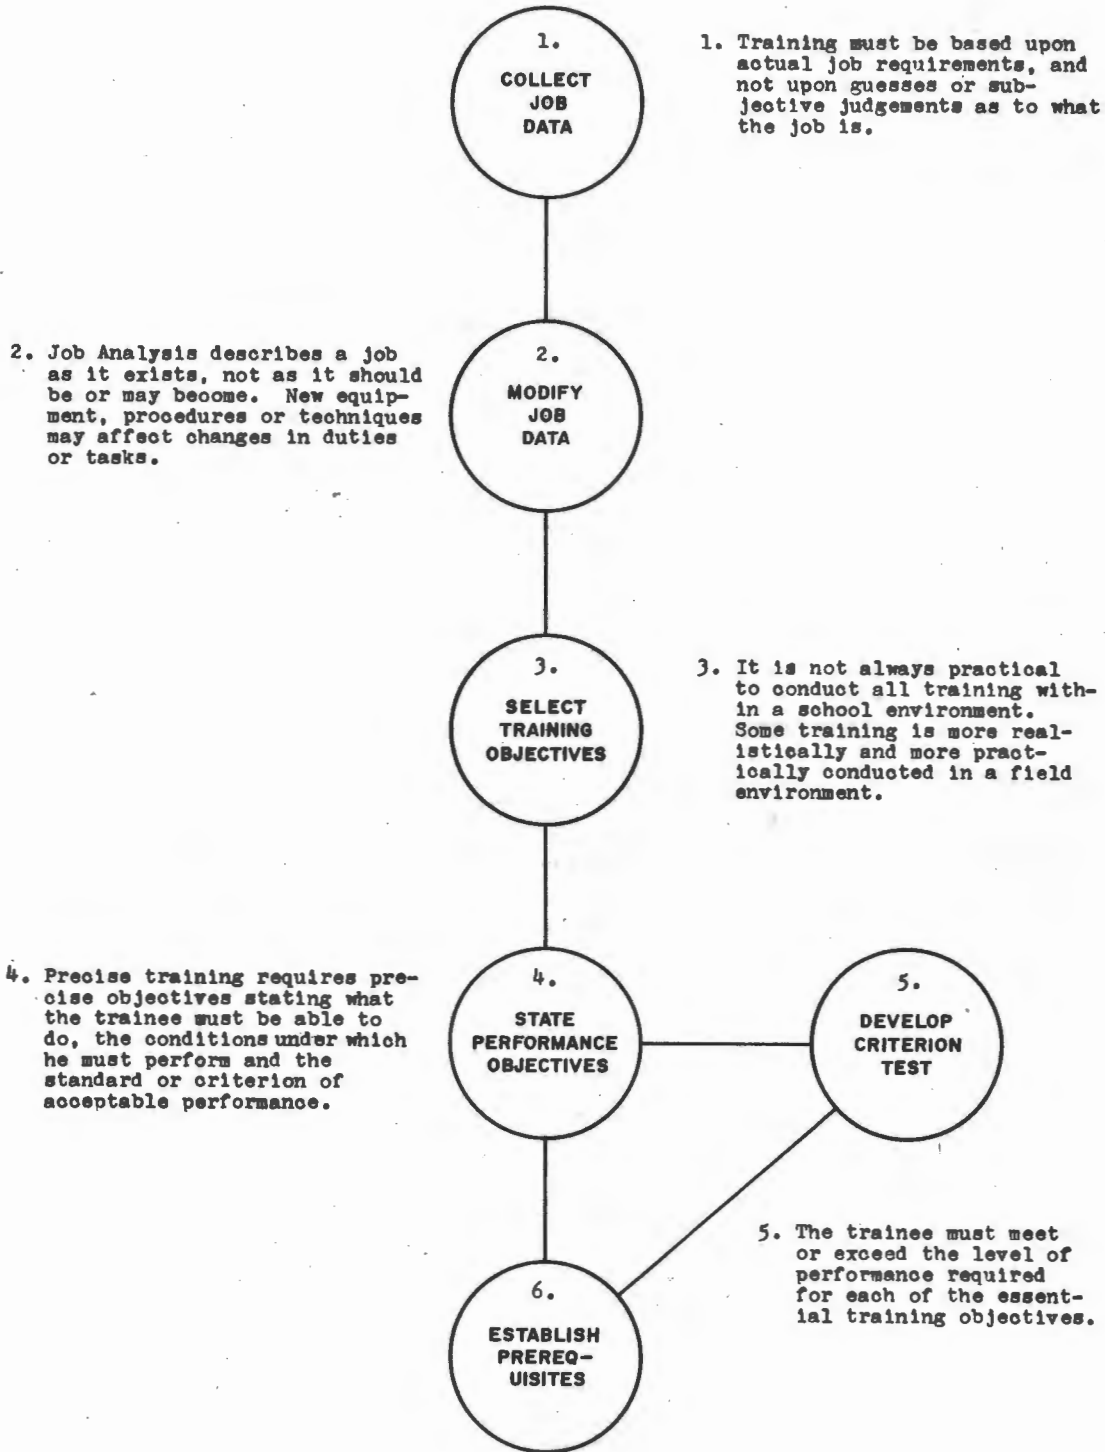 1.
COLLECT
JOB
DATA
1. Training must be based upon
actual job requirements, and
not upon guesses or sub-
jective judgements as to what
the job is.
2. Job Analysis describes a job
as it exists, not as it should
be or may become. New equip-
ment, procedures or techniques
may affect changes in duties
or tasks.
2.
MODIFY
JOB
DATA
3.
SELECT
TRAINING
OBJECTIVES
3. It is not always practical
to conduct all training with-
in a school environment.
Some training is more real-
istically and more pract-
ically conducted in a field
environment.
4. Precise training requires pre-
cise objectives stating what
the trainee must be able to
do, the conditions under which
he must perform and the
standard or criterion of
acceptable performance.
4.
STATE
PERFORMANCE
OBJECTIVES
5.
DEVELOP
CRITERION
TEST
5. The trainee must meet
or exceed the level of
performance required
for each of the essent-
ial training objectives.
6.
ESTABLISH
PREREQ-
UISITES